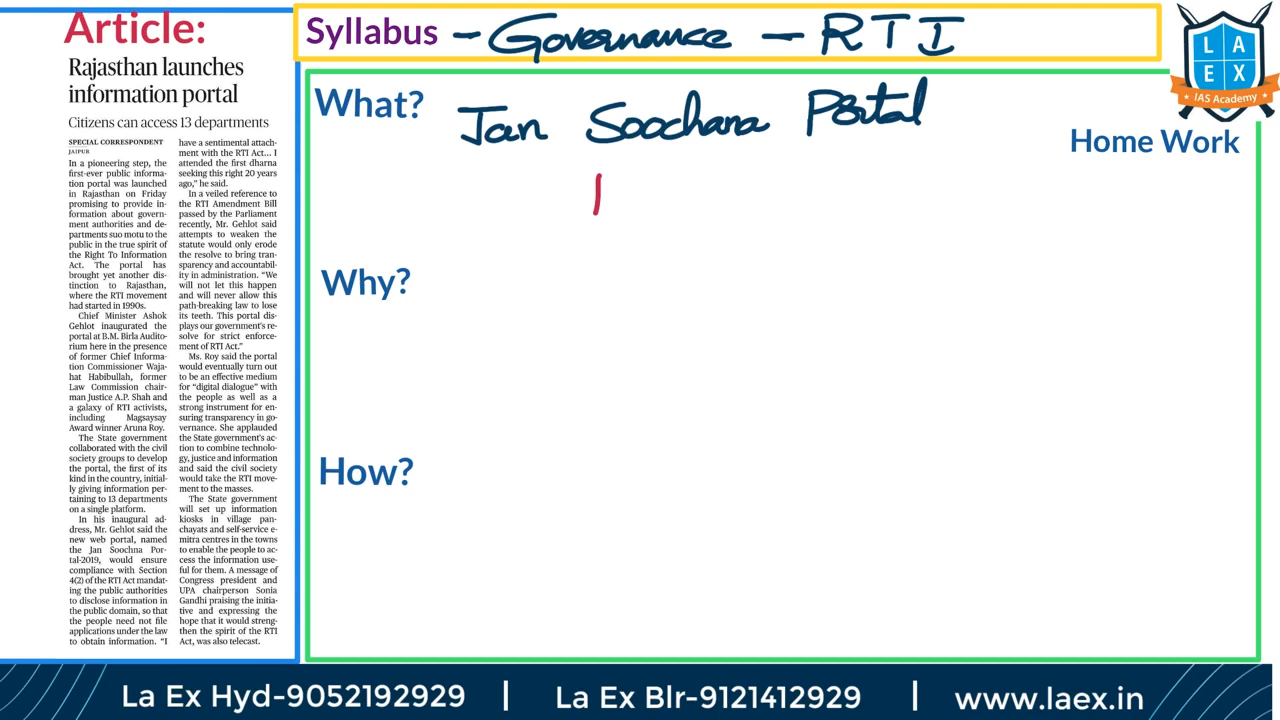 Article:
Rajasthan launches
information portal
Citizens can access 13 departments
SPECIAL CORRESPONDENT
JAIPUR
In a pioneering step, the
first-ever public informa-
tion portal was launched
in Rajasthan on Friday
promising to provide in-
formation about govern-
ment authorities and de-
partments suo motu to the
public in the true spirit of
the Right To Information
Act. The portal has
brought yet another dis-
tinction to Rajasthan,
where the RTI movement
had started in 1990s.
Chief Minister Ashok
Gehlot inaugurated the
portal at B.M. Birla Audito-
rium here in the presence
of former Chief Informa-
tion Commissioner Waja-
hat Habibullah, former
Law Commission chair-
man Justice A.P. Shah and
a galaxy of RTI activists,
including Magsaysay
Award winner Aruna Roy.
The State government
collaborated with the civil
society groups to develop
the portal, the first of its
kind in the country, initial-
ly giving information per-
taining to 13 departments
on a single platform.
In his inaugural ad-
dress, Mr. Gehlot said the
new web portal, named
the Jan Soochna Por-
tal-2019, would ensure
compliance with Section
4(2) of the RTI Act mandat-
ing the public authorities
to disclose information in
the public domain, so that
the people need not file
applications under the law
to obtain information. “I
have a sentimental attach-
ment with the RTI Act... I
attended the first dharna
seeking this right 20 years
ago,” he said.
In a veiled reference to
the RTI Amendment Bill
passed by the Parliament
recently, Mr. Gehlot said
attempts to weaken the
statute would only erode
the resolve to bring tran-
sparency and accountabil-
ity in administration. “We
will not let this happen
and will never allow this
path-breaking law to lose
its teeth. This portal dis-
plays our government's re-
solve for strict enforce-
ment of RTI Act.”
Ms. Roy said the portal
would eventually turn out
to be an effective medium
for “digital dialogue” with
the people as well as a
strong instrument for en-
suring transparency in go-
vernance. She applauded
the State government's ac-
tion to combine technolo-
gy, justice and information
and said the civil society
would take the RTI move-
ment to the masses.
The State government
will set up information
kiosks in village pan-
chayats and self-service e-
mitra centres in the towns
to enable the people to ac-
cess the information use-
ful for them. A message of
Congress president and
UPA chairperson Sonia
Gandhi praising the initia-
tive and expressing the
hope that it would streng-
then the spirit of the RTI
Act, was also telecast.
Syllabus - Governance - RTI
What? Jan Soochana Portal
Home Work
Why?
How?
L A
E X
IAS Academy
La Ex Hyd-9052192929 | La Ex Blr-9121412929 | www.laex.in